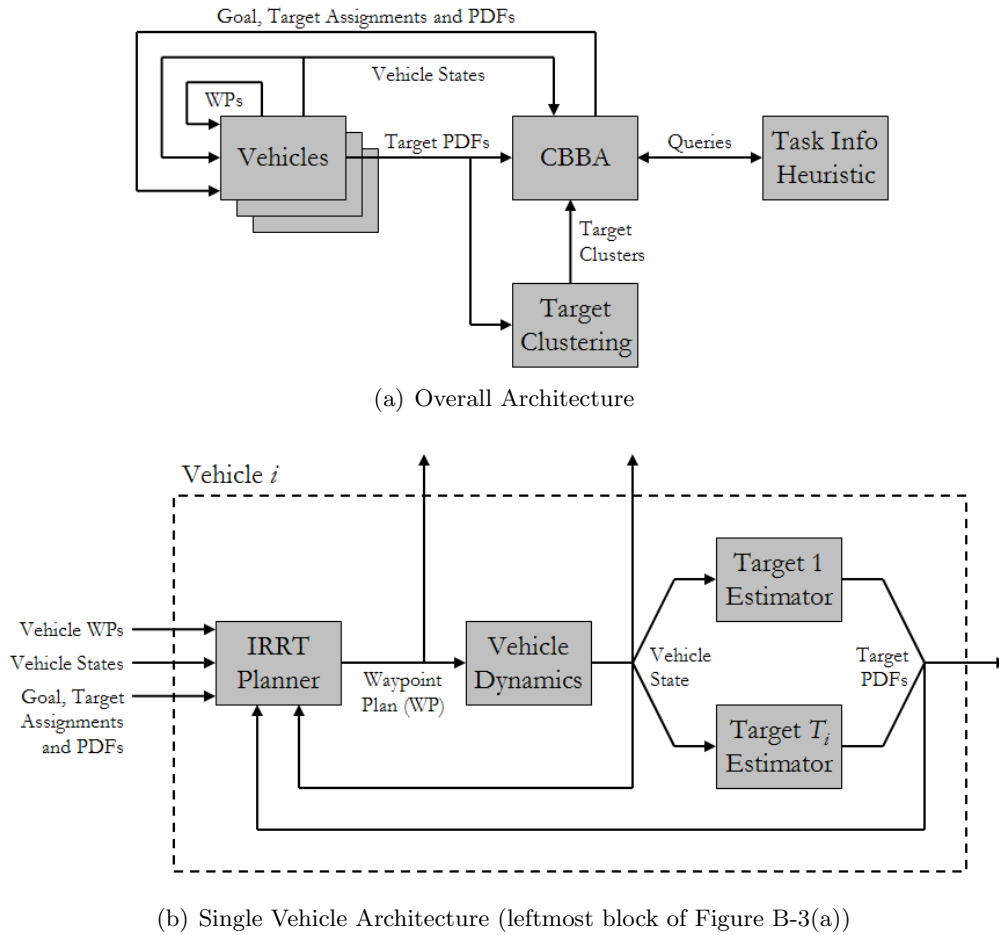 Goal, Target Assignments and PDFs
Vehicle States
WPs
Vehicles
Target PDFs
CBBA
Queries
Task Info
Heuristic
Target
Clusters
Target
Clustering
(a) Overall Architecture
Vehicle i
Target 1
Estimator
Vehicle WPs
Vehicle States
Goal, Target
Assignments
and PDFs
IRRT
Planner
Waypoint
Plan (WP)
Vehicle
Dynamics
Vehicle
State
Target
PDFs
Target Ti
Estimator
(b) Single Vehicle Architecture (leftmost block of Figure B-3(a))